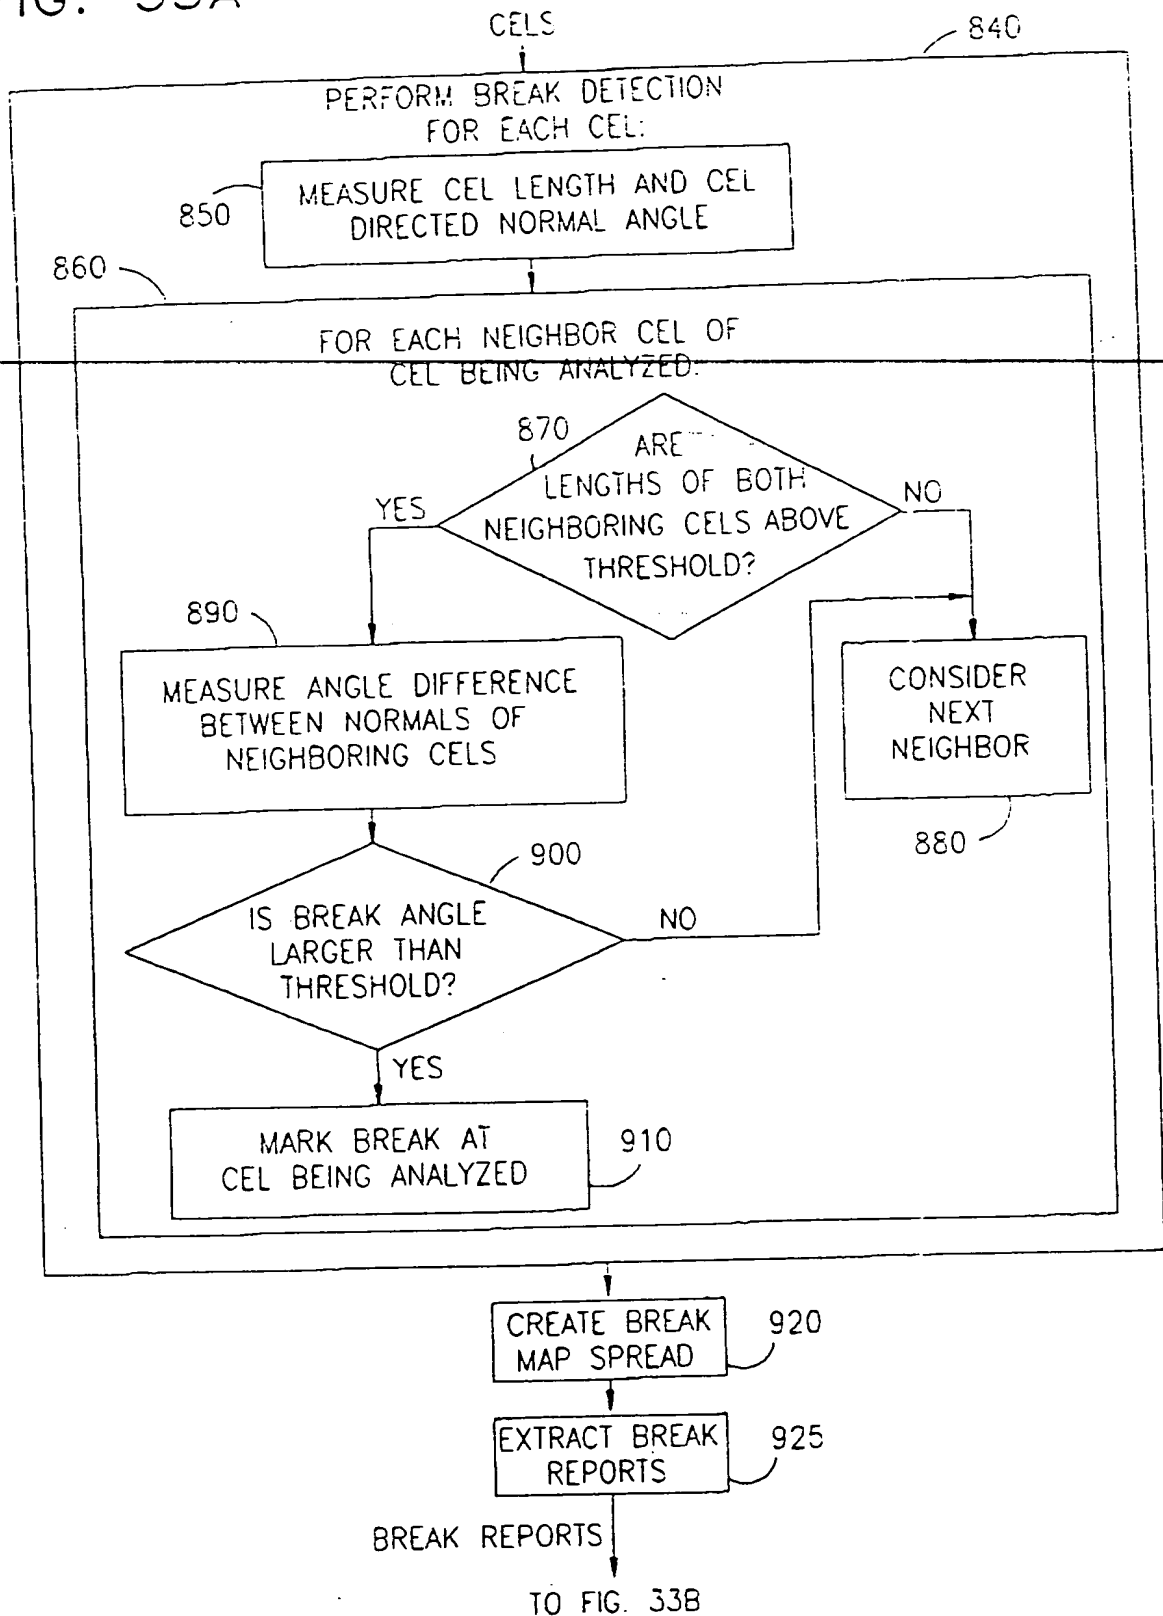 FIG. 33A
CELS
840
PERFORM BREAK DETECTION
FOR EACH CEL:
850
MEASURE CEL LENGTH AND CEL
DIRECTED NORMAL ANGLE
860
FOR EACH NEIGHBOR CEL OF
CEL BEING ANALYZED:
870
ARE
LENGTHS OF BOTH
NEIGHBORING CELS ABOVE
THRESHOLD?
YES
NO
890
MEASURE ANGLE DIFFERENCE
BETWEEN NORMALS OF
NEIGHBORING CELS
CONSIDER
NEXT
NEIGHBOR
880
900
IS BREAK ANGLE
LARGER THAN
THRESHOLD?
NO
YES
MARK BREAK AT
CEL BEING ANALYZED
910
CREATE BREAK
MAP SPREAD
920
EXTRACT BREAK
REPORTS
925
BREAK REPORTS
TO FIG. 33B